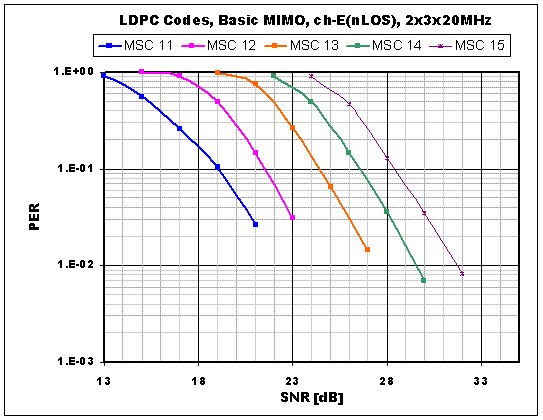 LDPC Codes, Basic MIMO, ch-E(nLOS), 2x3x20MHz
MSC 11 MSC 12 MSC 13 MSC 14 MSC 15
1.E+00
1.E-01
1.E-02
1.E-03
PER
13 18 23 28 33
SNR [dB]